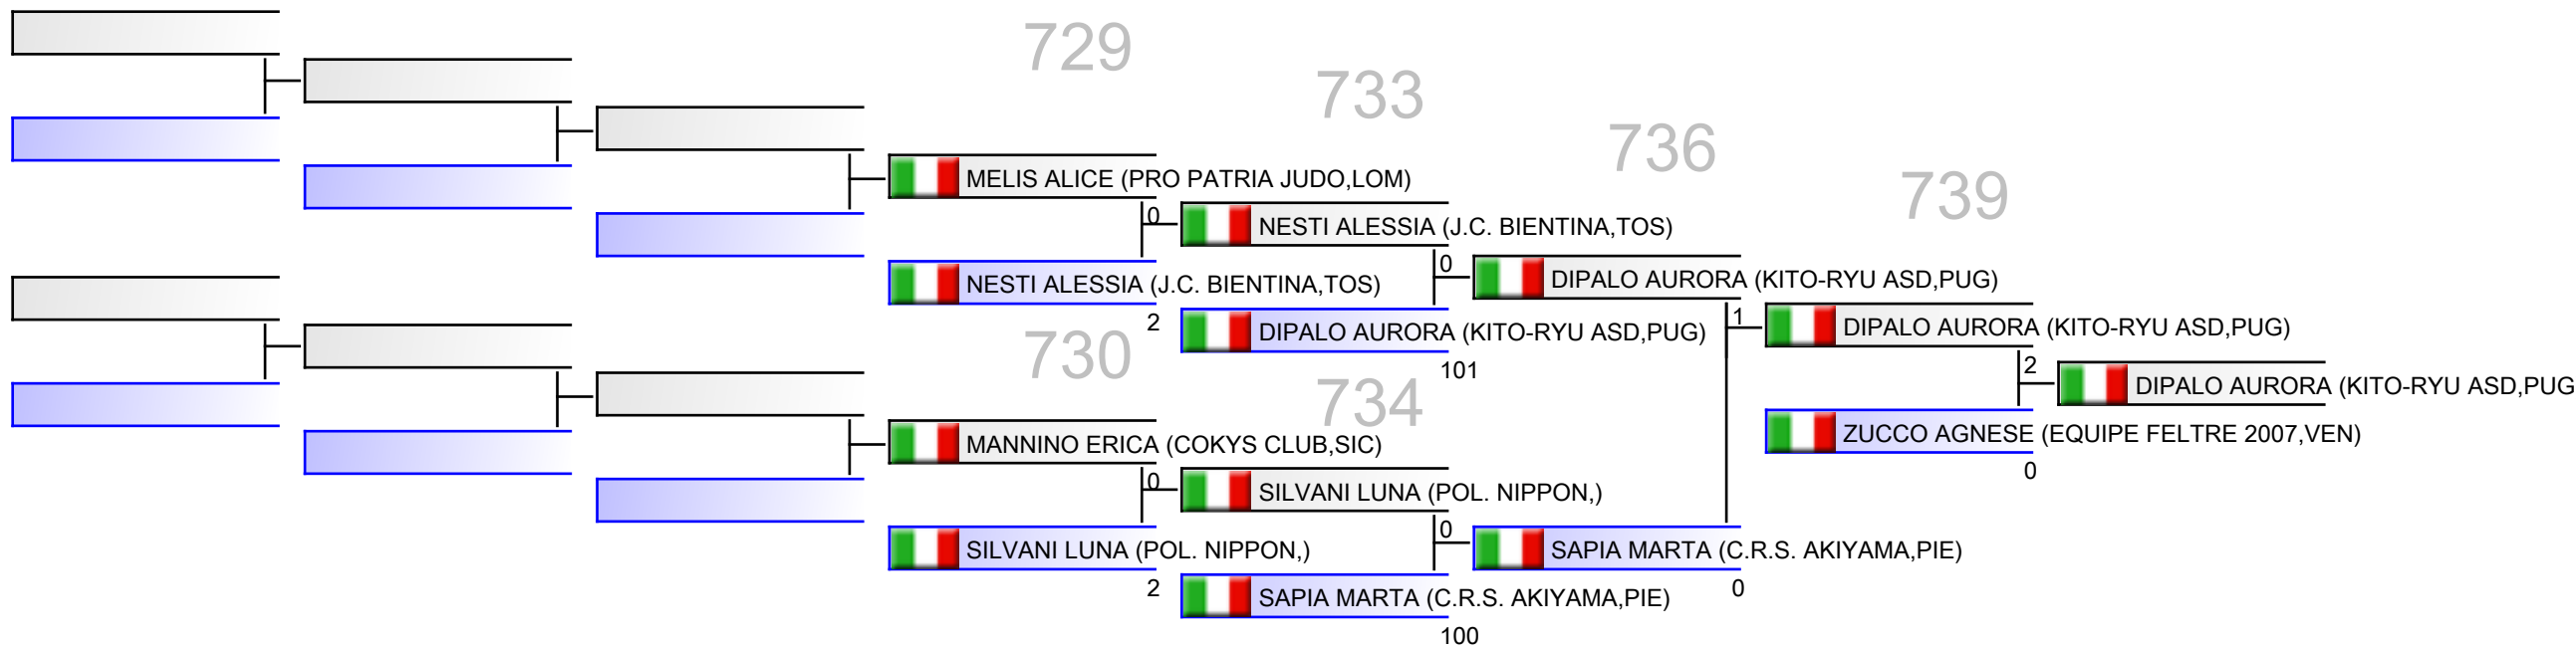 729
733
736
739
MELIS ALICE (PRO PATRIA JUDO,LOM)
0
NESTI ALESSIA (J.C. BIENTINA,TOS)
NESTI ALESSIA (J.C. BIENTINA,TOS)
2
0
DIPALO AURORA (KITO-RYU ASD,PUG)
DIPALO AURORA (KITO-RYU ASD,PUG)
101
1
DIPALO AURORA (KITO-RYU ASD,PUG)
2
DIPALO AURORA (KITO-RYU ASD,PUG
ZUCCO AGNESE (EQUIPE FELTRE 2007,VEN)
0
730
734
MANNINO ERICA (COKYS CLUB,SIC)
0
SILVANI LUNA (POL. NIPPON,)
SILVANI LUNA (POL. NIPPON,)
2
0
SAPIA MARTA (C.R.S. AKIYAMA,PIE)
0
SAPIA MARTA (C.R.S. AKIYAMA,PIE)
100